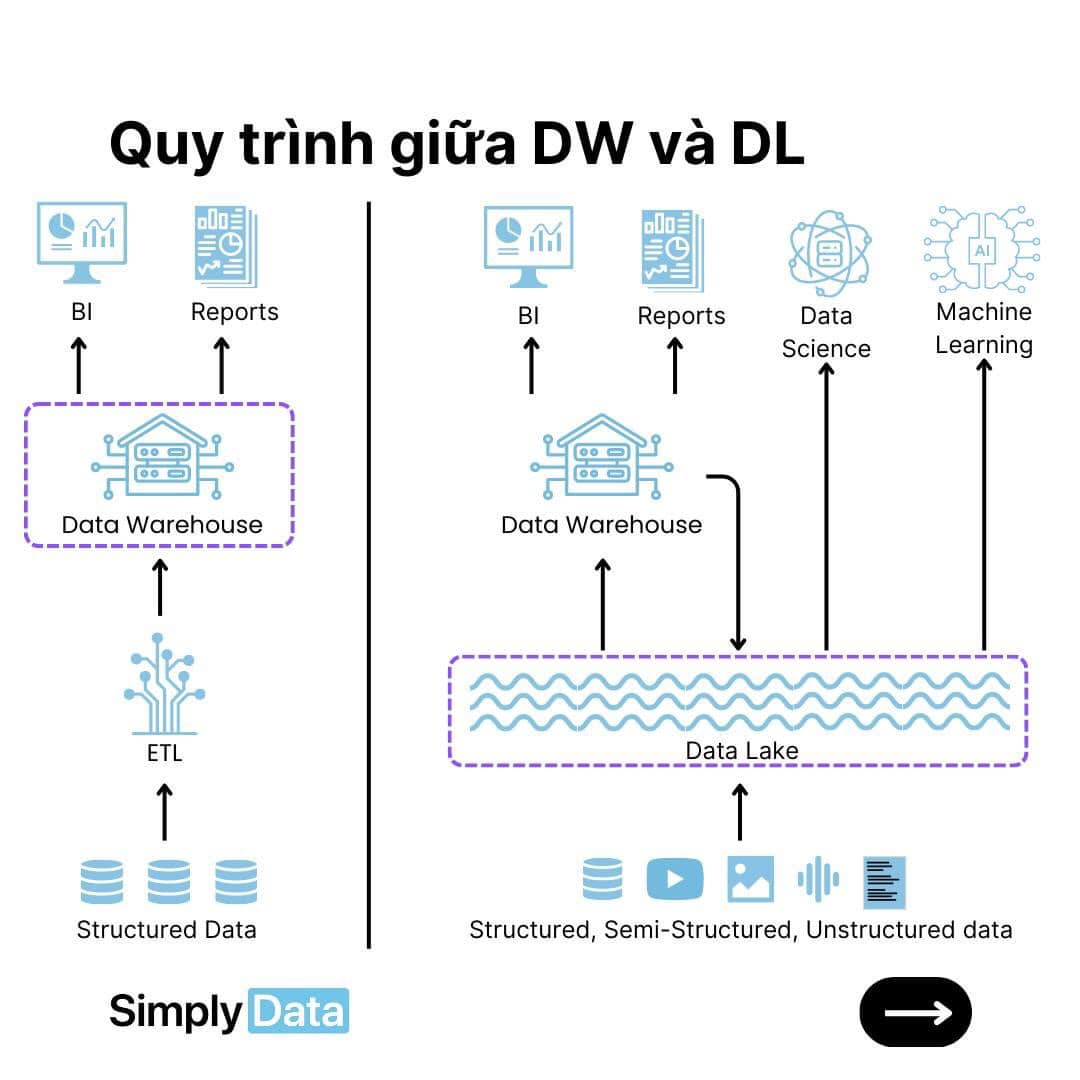 Quy trình giữa DW và DL
BI
Reports
Data Warehouse
ETL
Structured Data
BI
Reports
Data
Science
Machine
Learning
AI
Data Warehouse
Data Lake
Structured, Semi-Structured, Unstructured data
Simply Data